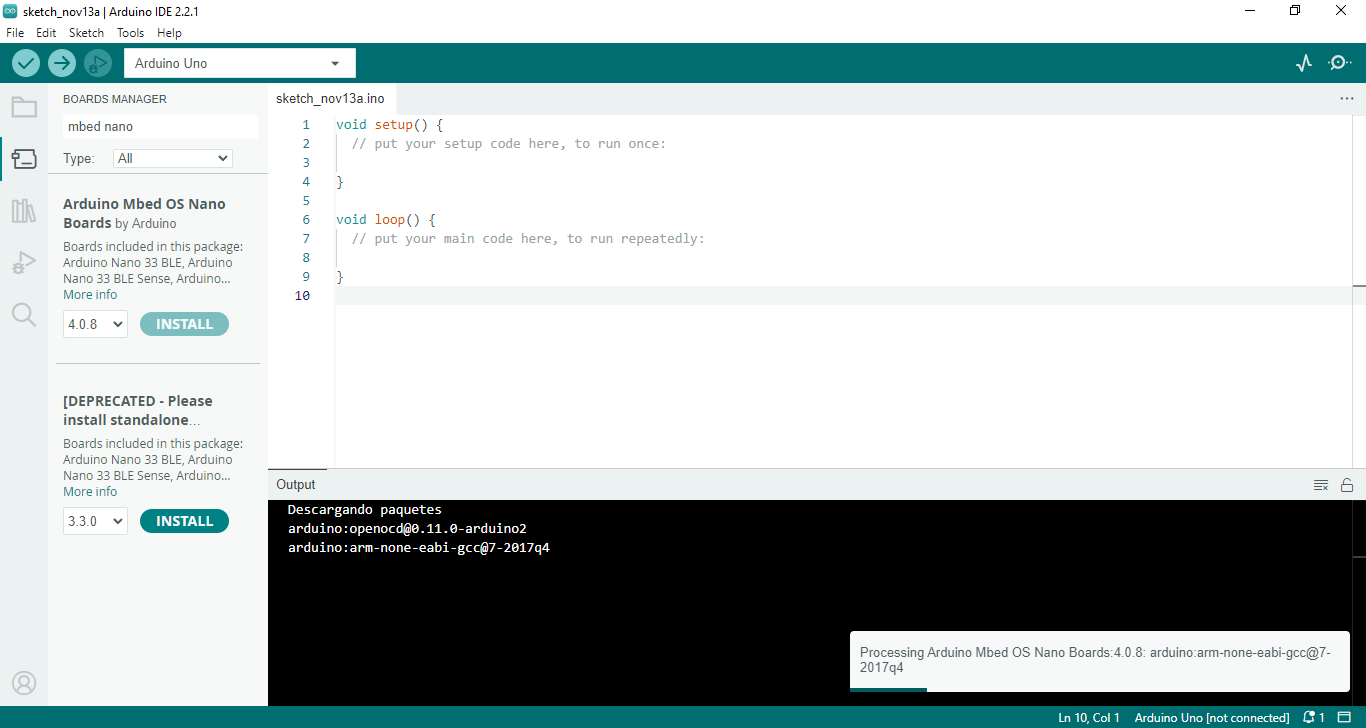 sketch_nov13a | Arduino IDE 2.2.1
File Edit Sketch Tools Help
Arduino Uno
BOARDS MANAGER
mbed nano
Type: All
Arduino Mbed OS Nano
Boards by Arduino
Boards included in this package:
Arduino Nano 33 BLE, Arduino
Nano 33 BLE Sense, Arduino...
More info
4.0.8 INSTALL
[DEPRECATED - Please
install standalone...
Boards included in this package:
Arduino Nano 33 BLE, Arduino
Nano 33 BLE Sense, Arduino...
More info
3.3.0 INSTALL
sketch_nov13a.ino
1 void setup() {
2 // put your setup code here, to run once:
3
4 }
5
6 void loop() {
7 // put your main code here, to run repeatedly:
8
9 }
10
Output
Descargando paquetes
arduino:openocd@0.11.0-arduino2
arduino:arm-none-eabi-gcc@7-2017q4
Processing Arduino Mbed OS Nano Boards:4.0.8: arduino:arm-none-eabi-gcc@7-
2017q4
Ln 10, Col 1 Arduino Uno [not connected] 1